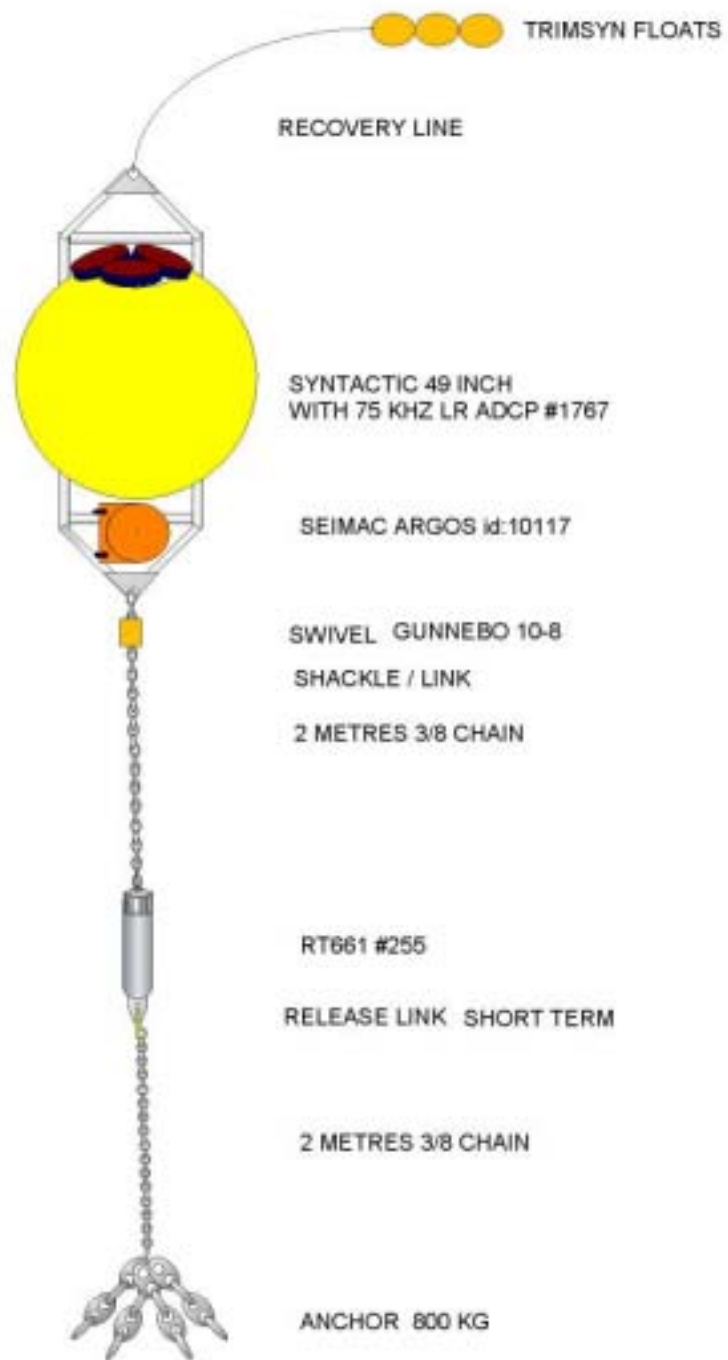 TRIMSYN FLOATS
RECOVERY LINE
SYNTACTIC 49 INCH
WITH 75 KHZ LR ADCP #1767
SEIMAC ARGOS id:10117
SWIVEL GUNNEBO 10-8
SHACKLE / LINK
2 METRES 3/8 CHAIN
RT661 #255
RELEASE LINK SHORT TERM
2 METRES 3/8 CHAIN
ANCHOR 800 KG